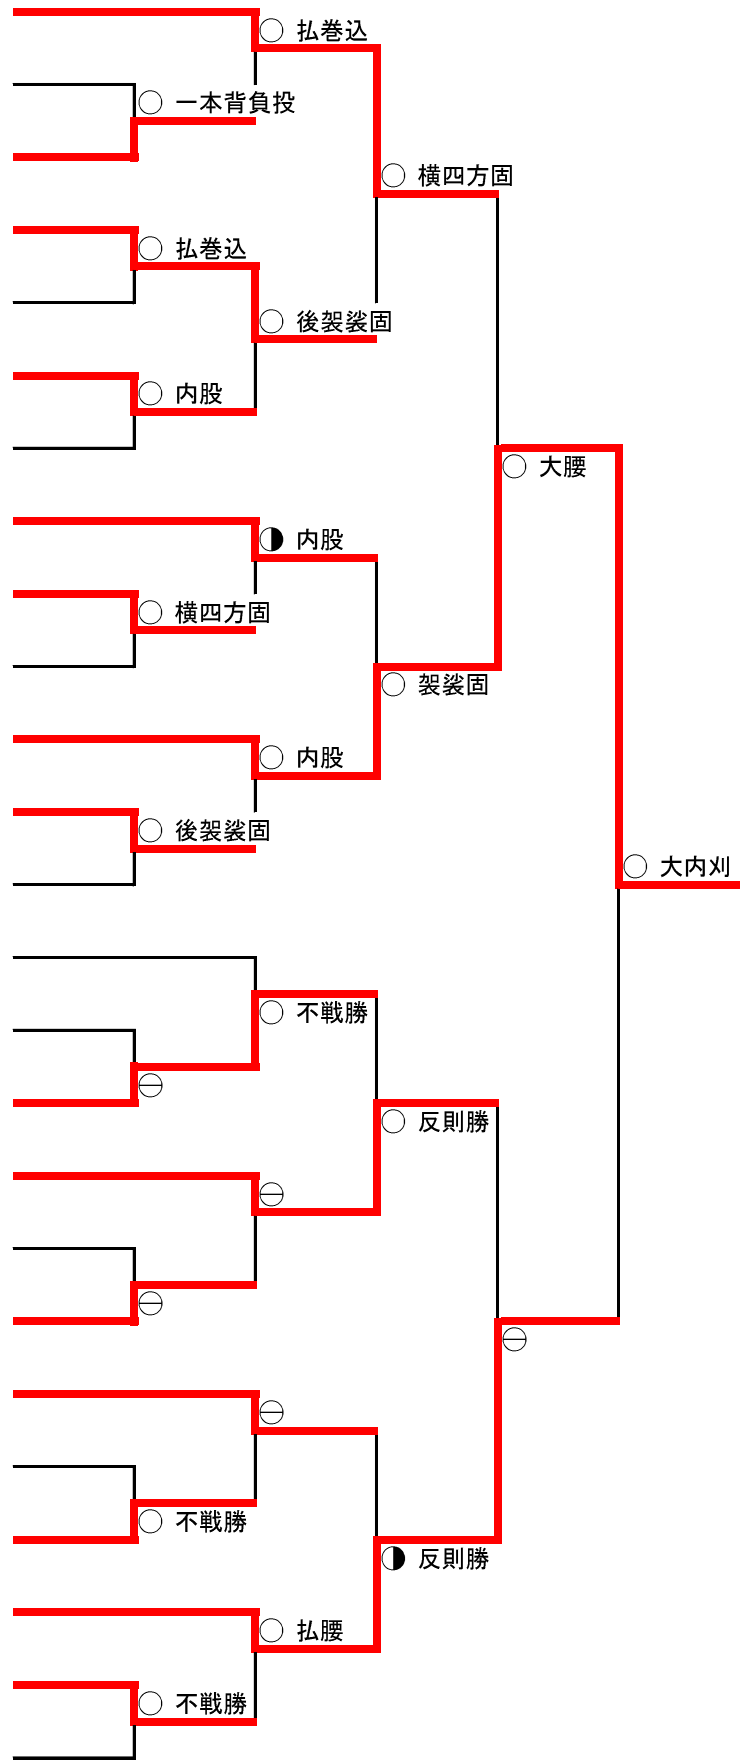 ○ 払巻込
○ 一本背負投
○ 横四方固
○ 払巻込
○ 後袈裟固
○ 内股
○ 大腰
◑ 内股
○ 横四方固
○ 袈裟固
○ 内股
○ 後袈裟固
○ 大内刈
○ 不戦勝
⊖
○ 反則勝
⊖
⊖
⊖
⊖
○ 不戦勝
◑ 反則勝
○ 払腰
○ 不戦勝